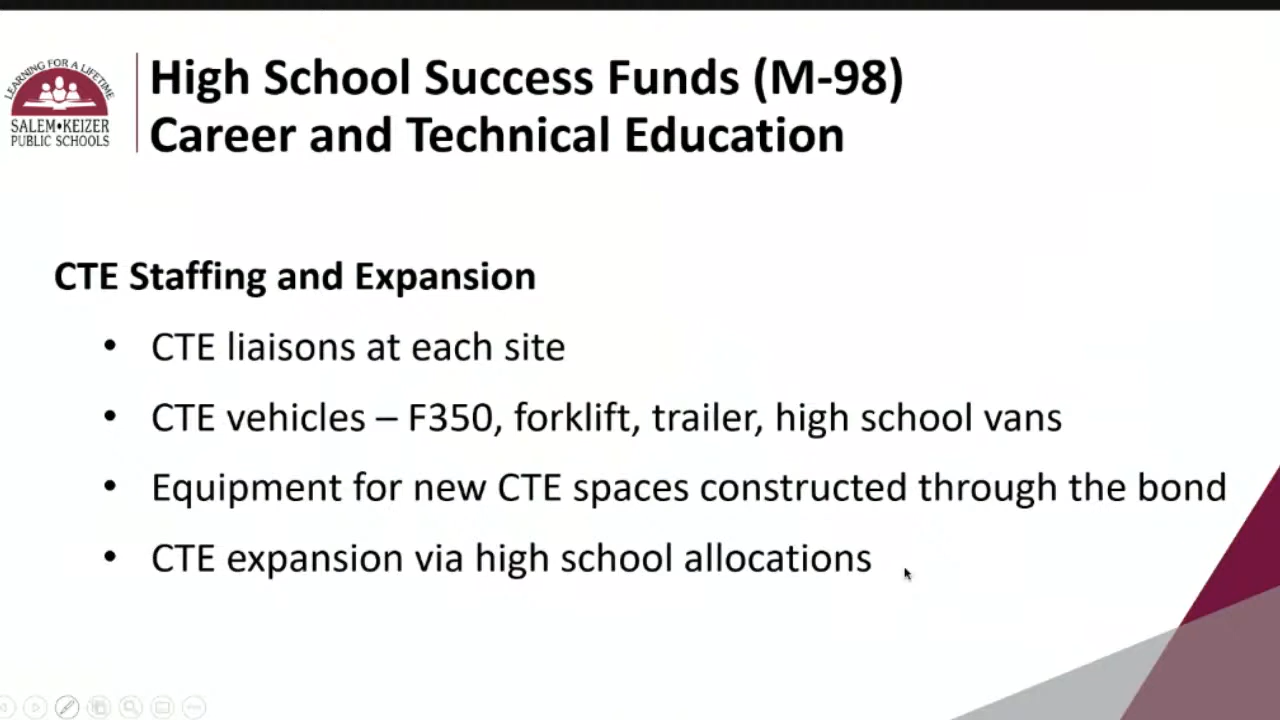 LEARNING FOR A LIFETIME
SALEM•KEIZER
PUBLIC SCHOOLS
High School Success Funds (M-98)
Career and Technical Education
CTE Staffing and Expansion
• CTE liaisons at each site
• CTE vehicles – F350, forklift, trailer, high school vans
• Equipment for new CTE spaces constructed through the bond
• CTE expansion via high school allocations